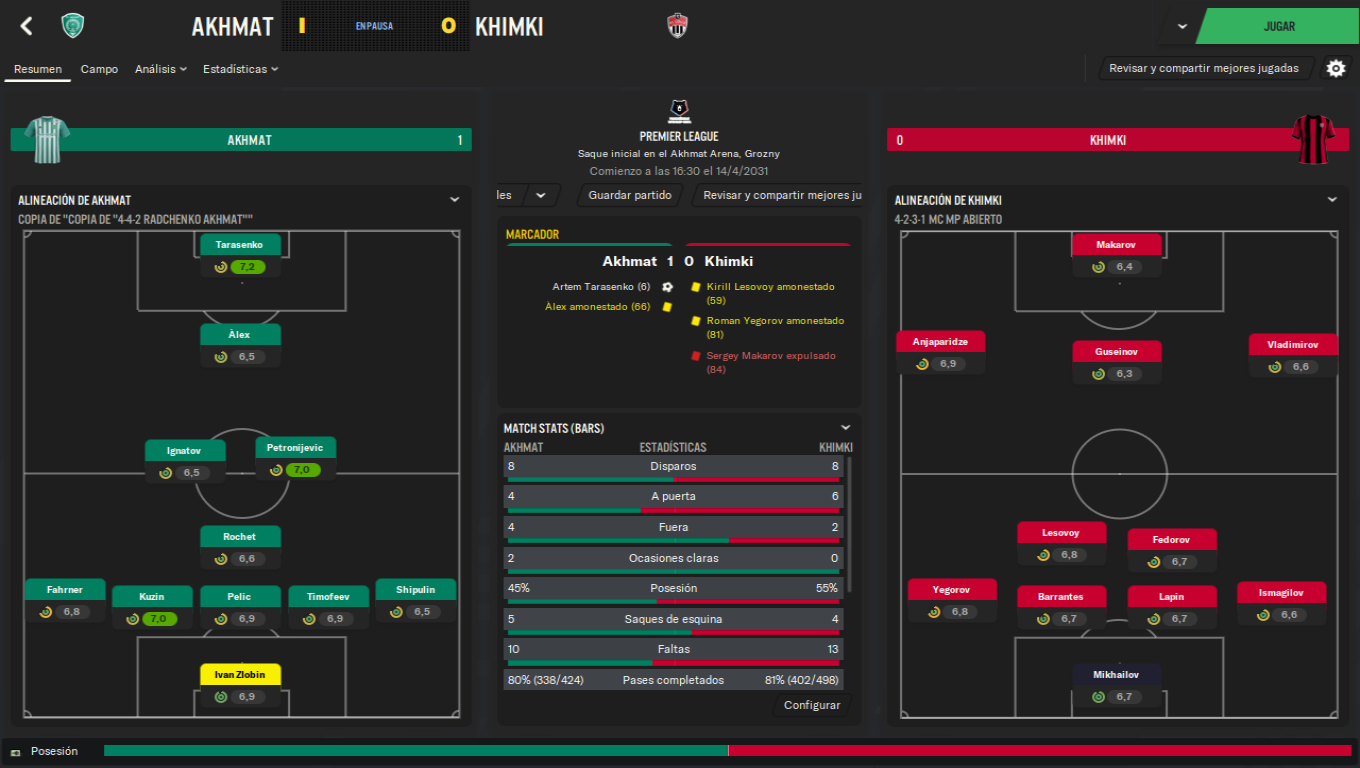 AKHMAT 1 EN PAUSA 0 KHIMKI
JUGAR
Resumen Campo Análisis Estadísticas
Revisar y compartir mejores jugadas
AKHMAT 1
ALINEACIÓN DE AKHMAT
COPIA DE "COPIA DE "4-4-2 RADCHENKO AKHMAT""
Tarasenko
7,2
Àlex
6,5
Petronijevic
7,0
Ignatov
6,5
Rochet
6,6
Fahrner
6,8
Kuzin
7,0
Pelic
6,9
Timofeev
6,9
Shipulin
6,5
Ivan Zlobin
6,9
PREMIER LEAGUE
Saque inicial en el Akhmat Arena, Grozny
Comienzo a las 16:30 el 14/4/2031
les
Guardar partido
Revisar y compartir mejores ju
MARCADOR
Akhmat 1 0 Khimki
Artem Tarasenko (6)
Àlex amonestado (66)
Kirill Lesovoy amonestado
(59)
Roman Yegorov amonestado
(81)
Sergey Makarov expulsado
(84)
MATCH STATS (BARS)
AKHMAT ESTADÍSTICAS KHIMKI
8 Disparos 8
4 A puerta 6
4 Fuera 2
2 Ocasiones claras 0
45% Posesión 55%
5 Saques de esquina 4
10 Faltas 13
80% (338/424) Pases completados 81% (402/498)
Configurar
0 KHIMKI
ALINEACIÓN DE KHIMKI
4-2-3-1 MC MP ABIERTO
Makarov
6,4
Anjaparidze
6,9
Guseinov
6,3
Vladimirov
6,6
Lesovoy
6,8
Fedorov
6,7
Yegorov
6,8
Barrantes
6,7
Lapin
6,7
Ismagilov
6,6
Mikhailov
6,7
Posesión